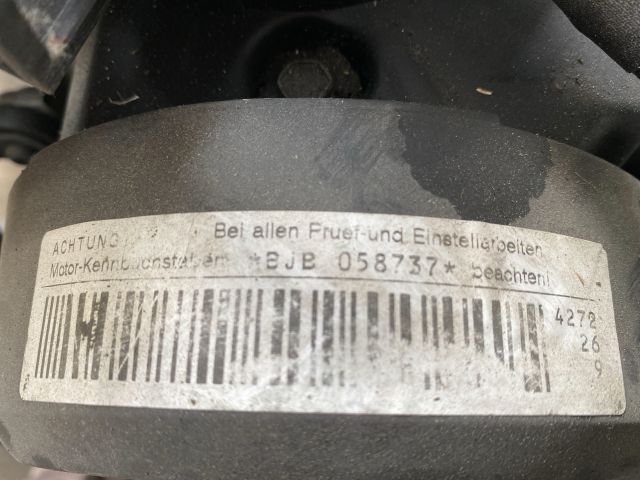 ACHTUNG Bei allen Pruef-und Einstellarbeiten
Motor-Kennbuchstaben *BJB 058737* beachten!
4272
26
9